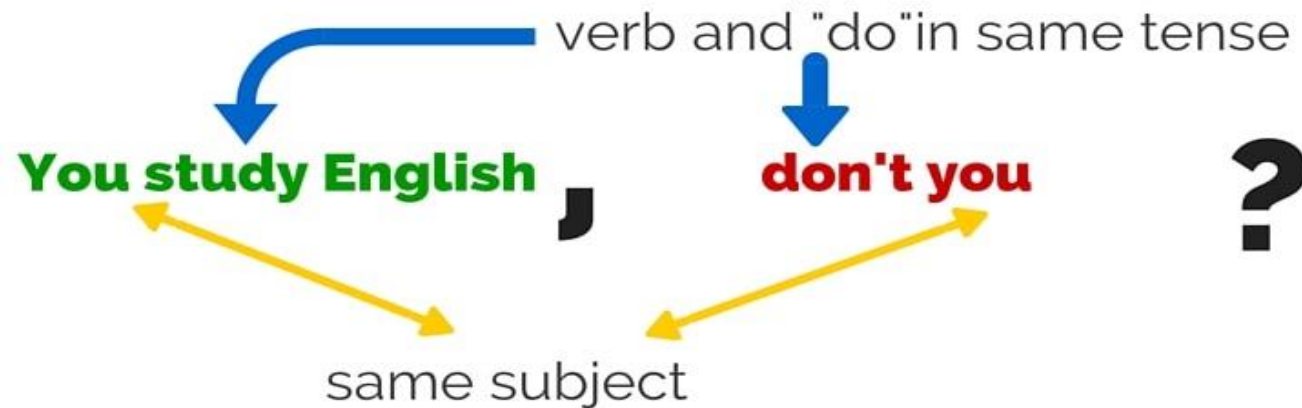 verb and "do"in same tense
You study English, don't you ?
same subject